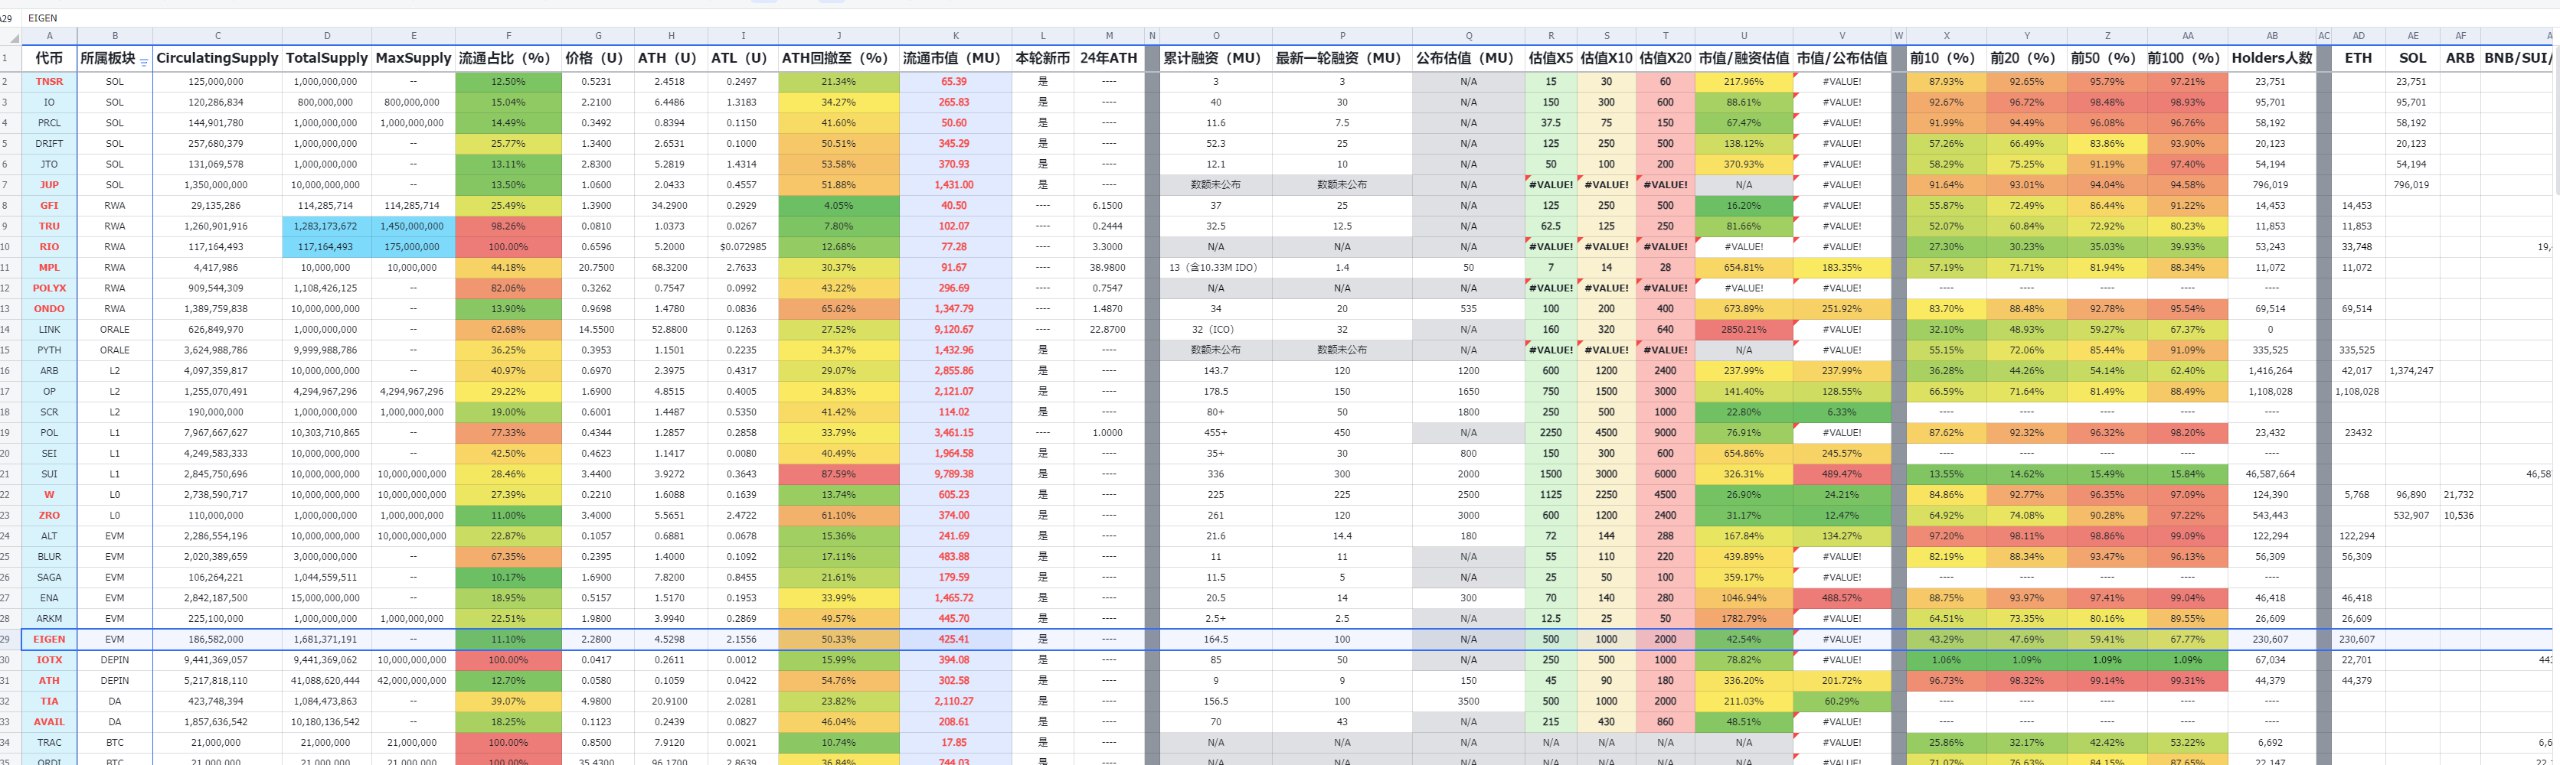 A29 EIGEN
A B C D E F G H I J K L M N O P Q R S T U V W X Y Z AA AB AC AD AE AF
1 代币 所属板块 CirculatingSupply TotalSupply MaxSupply 流通占比（%） 价格（U） ATH（U） ATL（U） ATH回撤至（%） 流通市值（MU） 本轮新币 24年ATH 累计融资（MU） 最新一轮融资（MU） 公布估值（MU） 估值X5 估值X10 估值X20 市值/融资估值 市值/公布估值 前10（%） 前20（%） 前50（%） 前100（%） Holders人数 ETH SOL ARB BNB/SUI/
2 TNSR SOL 125,000,000 1,000,000,000 -- 12.50% 0.5231 2.4518 0.2497 21.34% 65.39 是 ---- 3 3 N/A 15 30 60 217.96% #VALUE! 87.93% 92.65% 95.79% 97.21% 23,751 23,751
3 IO SOL 120,286,834 800,000,000 800,000,000 15.04% 2.2100 6.4486 1.3183 34.27% 265.83 是 ---- 40 30 N/A 150 300 600 88.61% #VALUE! 92.67% 96.72% 98.48% 98.93% 95,701 95,701
4 PRCL SOL 144,901,780 1,000,000,000 1,000,000,000 14.49% 0.3492 0.8394 0.1150 41.60% 50.60 是 ---- 11.6 7.5 N/A 37.5 75 150 67.47% #VALUE! 91.99% 94.49% 96.08% 96.76% 58,192 58,192
5 DRIFT SOL 257,680,379 1,000,000,000 -- 25.77% 1.3400 2.6531 0.1000 50.51% 345.29 是 ---- 52.3 25 N/A 125 250 500 138.12% #VALUE! 57.26% 66.49% 83.86% 93.90% 20,123 20,123
6 JTO SOL 131,069,578 1,000,000,000 -- 13.11% 2.8300 5.2819 1.4314 53.58% 370.93 是 ---- 12.1 10 N/A 50 100 200 370.93% #VALUE! 58.29% 75.25% 91.19% 97.40% 54,194 54,194
7 JUP SOL 1,350,000,000 10,000,000,000 -- 13.50% 1.0600 2.0433 0.4557 51.88% 1,431.00 是 ---- 数额未公布 数额未公布 N/A #VALUE! #VALUE! #VALUE! N/A #VALUE! 91.64% 93.01% 94.04% 94.58% 796,019 796,019
8 GFI RWA 29,135,286 114,285,714 114,285,714 25.49% 1.3900 34.2900 0.2929 4.05% 40.50 ---- 6.1500 37 25 N/A 125 250 500 16.20% #VALUE! 55.87% 72.49% 86.44% 91.22% 14,453 14,453
9 TRU RWA 1,260,901,916 1,283,173,672 1,450,000,000 98.26% 0.0810 1.0373 0.0267 7.80% 102.07 ---- 0.2444 32.5 12.5 N/A 62.5 125 250 81.66% #VALUE! 52.07% 60.84% 72.92% 80.23% 11,853 11,853
10 RIO RWA 117,164,493 117,164,493 175,000,000 100.00% 0.6596 5.2000 $0.072985 12.68% 77.28 ---- 3.3000 N/A N/A N/A #VALUE! #VALUE! #VALUE! #VALUE! #VALUE! 27.30% 30.23% 35.03% 39.93% 53,243 33,748 19,
11 MPL RWA 4,417,986 10,000,000 10,000,000 44.18% 20.7500 68.3200 2.7633 30.37% 91.67 ---- 38.9800 13（含10.33M IDO） 1.4 50 7 14 28 654.81% 183.35% 57.19% 71.71% 81.94% 88.34% 11,072 11,072
12 POLYX RWA 909,544,309 1,108,426,125 -- 82.06% 0.3262 0.7547 0.0992 43.22% 296.69 ---- 0.7547 N/A N/A N/A #VALUE! #VALUE! #VALUE! #VALUE! #VALUE! ---- ---- ---- ---- ----
13 ONDO RWA 1,389,759,838 10,000,000,000 -- 13.90% 0.9698 1.4780 0.0836 65.62% 1,347.79 ---- 1.4870 34 20 535 100 200 400 673.89% 251.92% 83.70% 88.48% 92.78% 95.54% 69,514 69,514
14 LINK ORALE 626,849,970 1,000,000,000 -- 62.68% 14.5500 52.8800 0.1263 27.52% 9,120.67 ---- 22.8700 32（ICO） 32 N/A 160 320 640 2850.21% #VALUE! 32.10% 48.93% 59.27% 67.37% 0
15 PYTH ORALE 3,624,988,786 9,999,988,786 -- 36.25% 0.3953 1.1501 0.2235 34.37% 1,432.96 是 ---- 数额未公布 数额未公布 N/A #VALUE! #VALUE! #VALUE! N/A #VALUE! 55.15% 72.06% 85.44% 91.09% 335,525 335,525
16 ARB L2 4,097,359,817 10,000,000,000 -- 40.97% 0.6970 2.3975 0.4317 29.07% 2,855.86 是 ---- 143.7 120 1200 600 1200 2400 237.99% 237.99% 36.28% 44.26% 54.14% 62.40% 1,416,264 42,017 1,374,247
17 OP L2 1,255,070,491 4,294,967,296 4,294,967,296 29.22% 1.6900 4.8515 0.4005 34.83% 2,121.07 是 ---- 178.5 150 1650 750 1500 3000 141.40% 128.55% 66.59% 71.64% 81.49% 88.49% 1,108,028 1,108,028
18 SCR L2 190,000,000 1,000,000,000 1,000,000,000 19.00% 0.6001 1.4487 0.5350 41.42% 114.02 是 ---- 80+ 50 1800 250 500 1000 22.80% 6.33% ---- ---- ---- ---- ----
19 POL L1 7,967,667,627 10,303,710,865 -- 77.33% 0.4344 1.2857 0.2858 33.79% 3,461.15 ---- 1.0000 455+ 450 N/A 2250 4500 9000 76.91% #VALUE! 87.62% 92.32% 96.32% 98.20% 23,432 23432
20 SEI L1 4,249,583,333 10,000,000,000 -- 42.50% 0.4623 1.1417 0.0080 40.49% 1,964.58 是 ---- 35+ 30 800 150 300 600 654.86% 245.57% ---- ---- ---- ---- ----
21 SUI L1 2,845,750,696 10,000,000,000 10,000,000,000 28.46% 3.4400 3.9272 0.3643 87.59% 9,789.38 是 ---- 336 300 2000 1500 3000 6000 326.31% 489.47% 13.55% 14.62% 15.49% 15.84% 46,587,664 46,58
22 W L0 2,738,590,717 10,000,000,000 10,000,000,000 27.39% 0.2210 1.6088 0.1639 13.74% 605.23 是 ---- 225 225 2500 1125 2250 4500 26.90% 24.21% 84.86% 92.77% 96.35% 97.09% 124,390 5,768 96,890 21,732
23 ZRO L0 110,000,000 1,000,000,000 1,000,000,000 11.00% 3.4000 5.5651 2.4722 61.10% 374.00 是 ---- 261 120 3000 600 1200 2400 31.17% 12.47% 64.92% 74.08% 90.28% 97.22% 543,443 532,907 10,536
24 ALT EVM 2,286,554,196 10,000,000,000 10,000,000,000 22.87% 0.1057 0.6881 0.0678 15.36% 241.69 是 ---- 21.6 14.4 180 72 144 288 167.84% 134.27% 97.20% 98.11% 98.86% 99.09% 122,294 122,294
25 BLUR EVM 2,020,389,659 3,000,000,000 -- 67.35% 0.2395 1.4000 0.1092 17.11% 483.88 是 ---- 11 11 N/A 55 110 220 439.89% #VALUE! 82.19% 88.34% 93.47% 96.13% 56,309 56,309
26 SAGA EVM 106,264,221 1,044,559,511 -- 10.17% 1.6900 7.8200 0.8455 21.61% 179.59 是 ---- 11.5 5 N/A 25 50 100 359.17% #VALUE! ---- ---- ---- ---- ----
27 ENA EVM 2,842,187,500 15,000,000,000 -- 18.95% 0.5157 1.5170 0.1953 33.99% 1,465.72 是 ---- 20.5 14 300 70 140 280 1046.94% 488.57% 88.75% 93.97% 97.41% 99.04% 46,418 46,418
28 ARKM EVM 225,100,000 1,000,000,000 1,000,000,000 22.51% 1.9800 3.9940 0.2869 49.57% 445.70 是 ---- 2.5+ 2.5 N/A 12.5 25 50 1782.79% #VALUE! 64.51% 73.35% 80.16% 89.55% 26,609 26,609
29 EIGEN EVM 186,582,000 1,681,371,191 -- 11.10% 2.2800 4.5298 2.1556 50.33% 425.41 是 ---- 164.5 100 N/A 500 1000 2000 42.54% #VALUE! 43.29% 47.69% 59.41% 67.77% 230,607 230,607
30 IOTX DEPIN 9,441,369,057 9,441,369,062 10,000,000,000 100.00% 0.0417 0.2611 0.0012 15.99% 394.08 是 ---- 85 50 N/A 250 500 1000 78.82% #VALUE! 1.06% 1.09% 1.09% 1.09% 67,034 22,701 443
31 ATH DEPIN 5,217,818,110 41,088,620,444 42,000,000,000 12.70% 0.0580 0.1059 0.0422 54.76% 302.58 是 ---- 9 9 150 45 90 180 336.20% 201.72% 96.73% 98.32% 99.14% 99.31% 44,379 44,379
32 TIA DA 423,748,394 1,084,473,863 -- 39.07% 4.9800 20.9100 2.0281 23.82% 2,110.27 是 ---- 156.5 100 3500 500 1000 2000 211.03% 60.29% ---- ---- ---- ---- ----
33 AVAIL DA 1,857,636,542 10,180,136,542 -- 18.25% 0.1123 0.2439 0.0827 46.04% 208.61 是 ---- 70 43 N/A 215 430 860 48.51% #VALUE! ---- ---- ---- ---- ----
34 TRAC BTC 21,000,000 21,000,000 21,000,000 100.00% 0.8500 7.9120 0.0021 10.74% 17.85 是 ---- N/A N/A N/A N/A N/A N/A N/A #VALUE! 25.86% 32.17% 42.42% 53.22% 6,692 6,6
35 ORDI BTC 21,000,000 21,000,000 21,000,000 100.00% 35.4300 96.1700 2.8639 36.84% 744.03 是 ---- N/A N/A N/A N/A N/A N/A N/A #VALUE! 71.07% 76.63% 84.15% 87.65% 22,147 22,